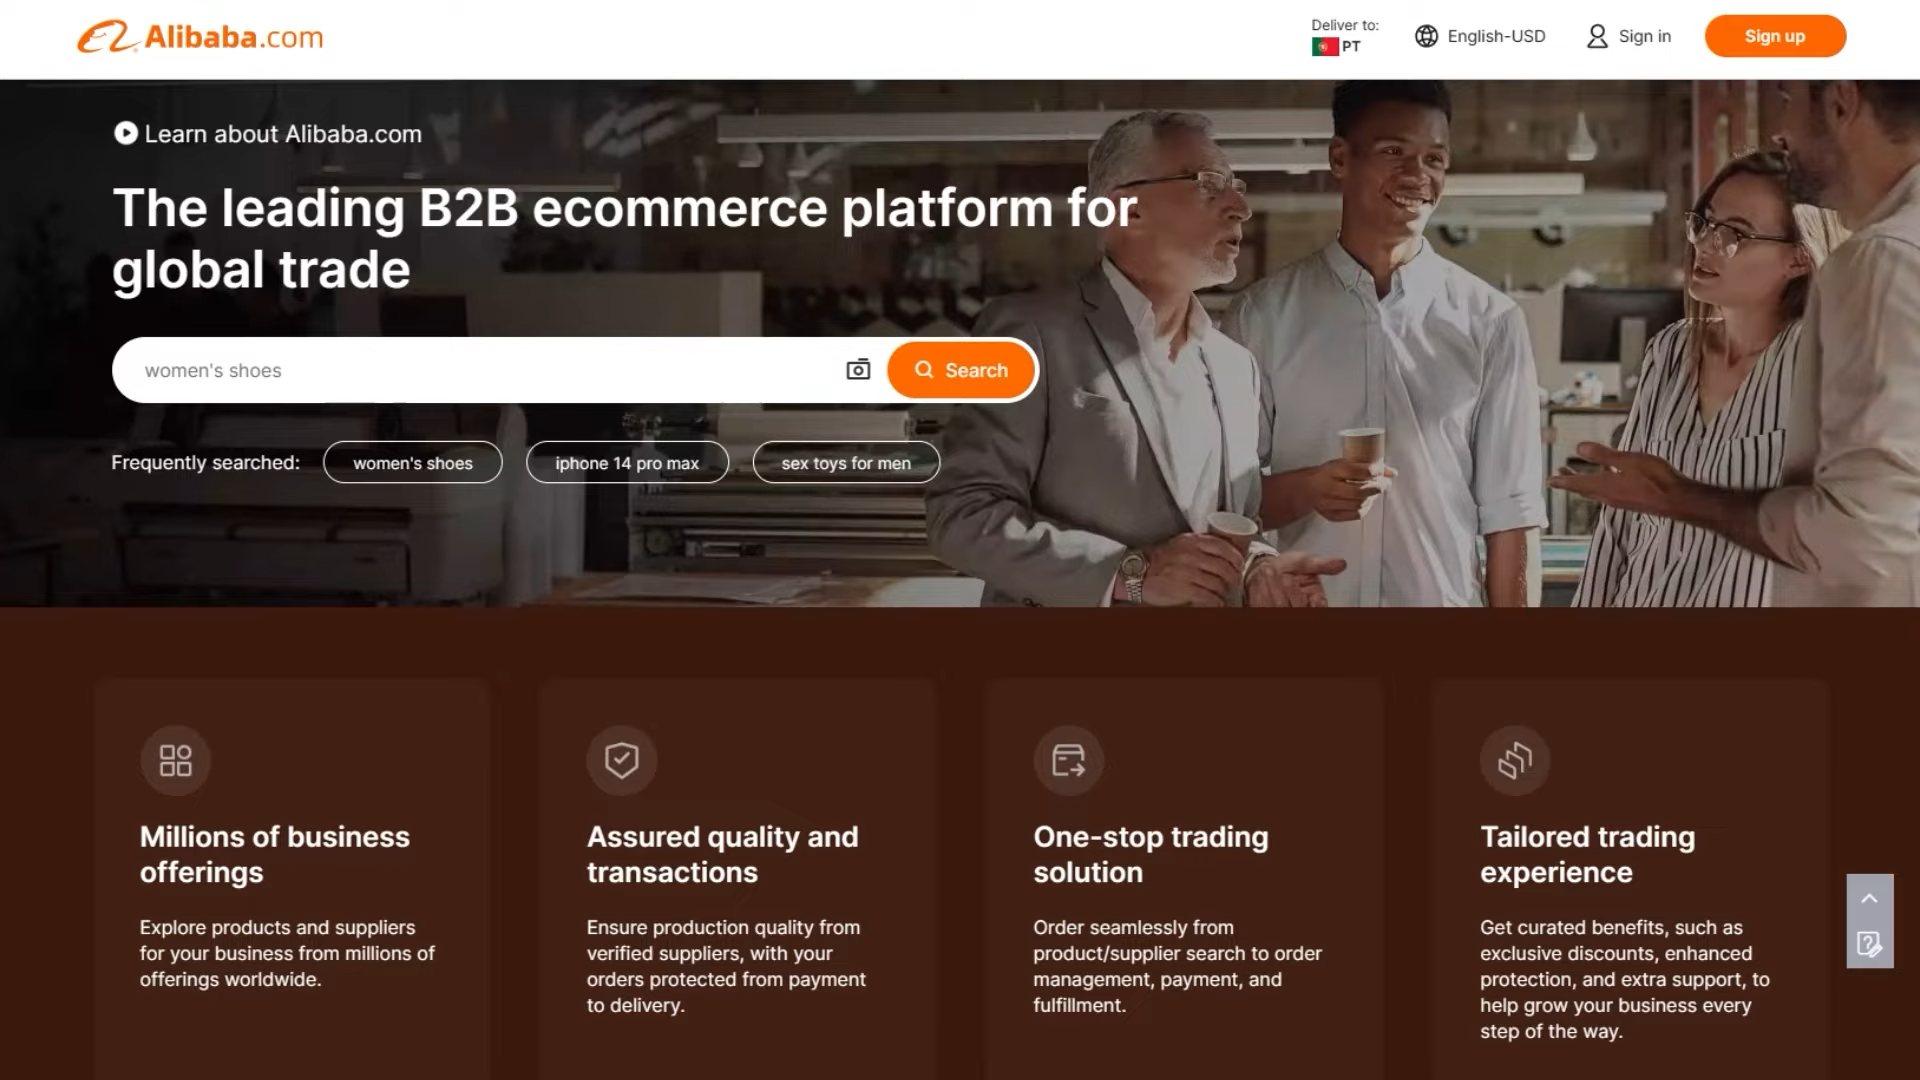 Alibaba.com
Deliver to:
PT
English-USD
Sign in
Sign up
Learn about Alibaba.com
The leading B2B ecommerce platform for
global trade
women's shoes
Search
Frequently searched:
women's shoes
iphone 14 pro max
sex toys for men
Millions of business
offerings
Explore products and suppliers
for your business from millions of
offerings worldwide.
Assured quality and
transactions
Ensure production quality from
verified suppliers, with your
orders protected from payment
to delivery.
One-stop trading
solution
Order seamlessly from
product/supplier search to order
management, payment, and
fulfillment.
Tailored trading
experience
Get curated benefits, such as
exclusive discounts, enhanced
protection, and extra support, to
help grow your business every
step of the way.